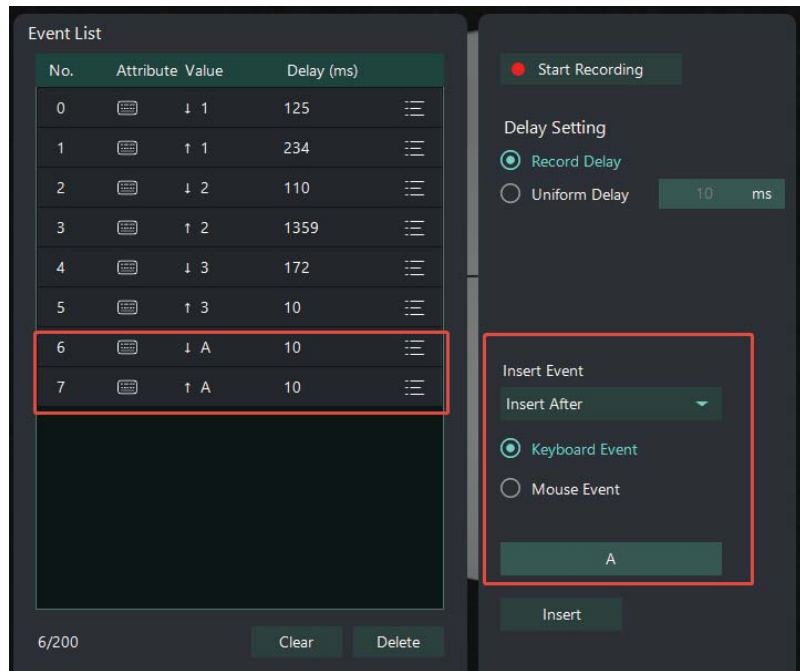 Event List
No. Attribute Value Delay (ms)
0 ↓ 1 125
1 ↑ 1 234
2 ↓ 2 110
3 ↑ 2 1359
4 ↓ 3 172
5 ↑ 3 10
6 ↓ A 10
7 ↑ A 10
6/200 Clear Delete
Start Recording
Delay Setting
Record Delay
Uniform Delay 10 ms
Insert Event
Insert After
Keyboard Event
Mouse Event
A
Insert